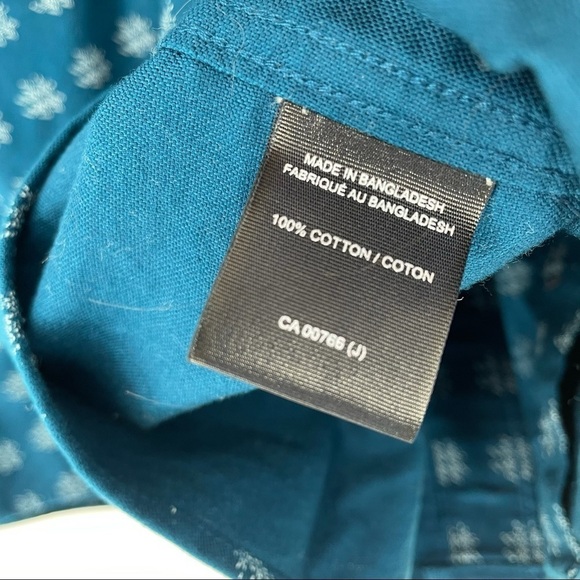 MADE IN BANGLADESH
FABRIQUÉ AU BANGLADESH
100% COTTON / COTON
CA 00766 (J)